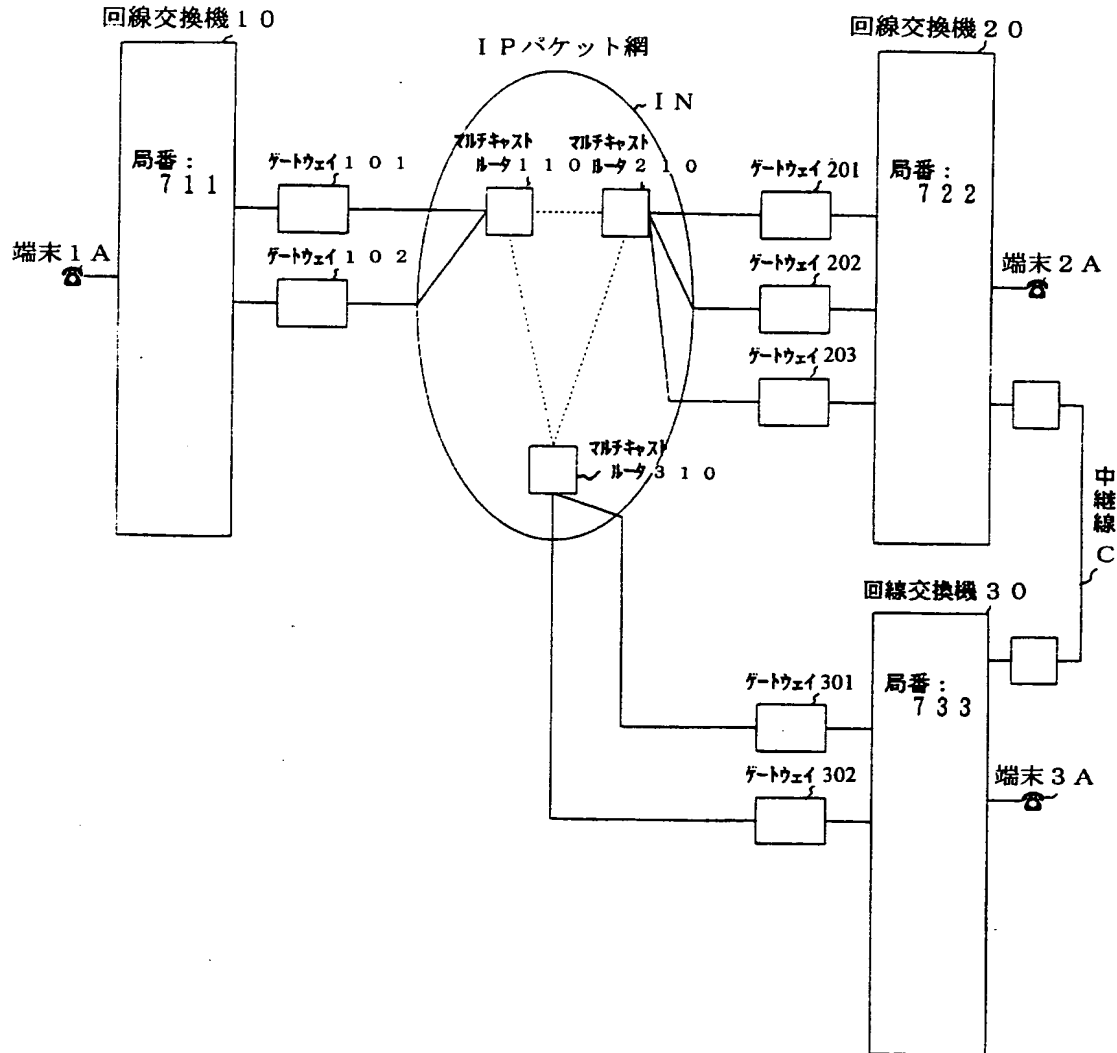 回線交換機１０
回線交換機２０
ＩＰパケット網
ＩＮ
局番：
７１１
ゲートウェイ１０１
マルチキャスト
ルータ１１０
マルチキャスト
ルータ２１０
ゲートウェイ201
局番：
７２２
端末１Ａ
ゲートウェイ１０２
ゲートウェイ202
端末２Ａ
ゲートウェイ203
マルチキャスト
ルータ３１０
中継線Ｃ
回線交換機３０
ゲートウェイ301
局番：
７３３
ゲートウェイ302
端末３Ａ